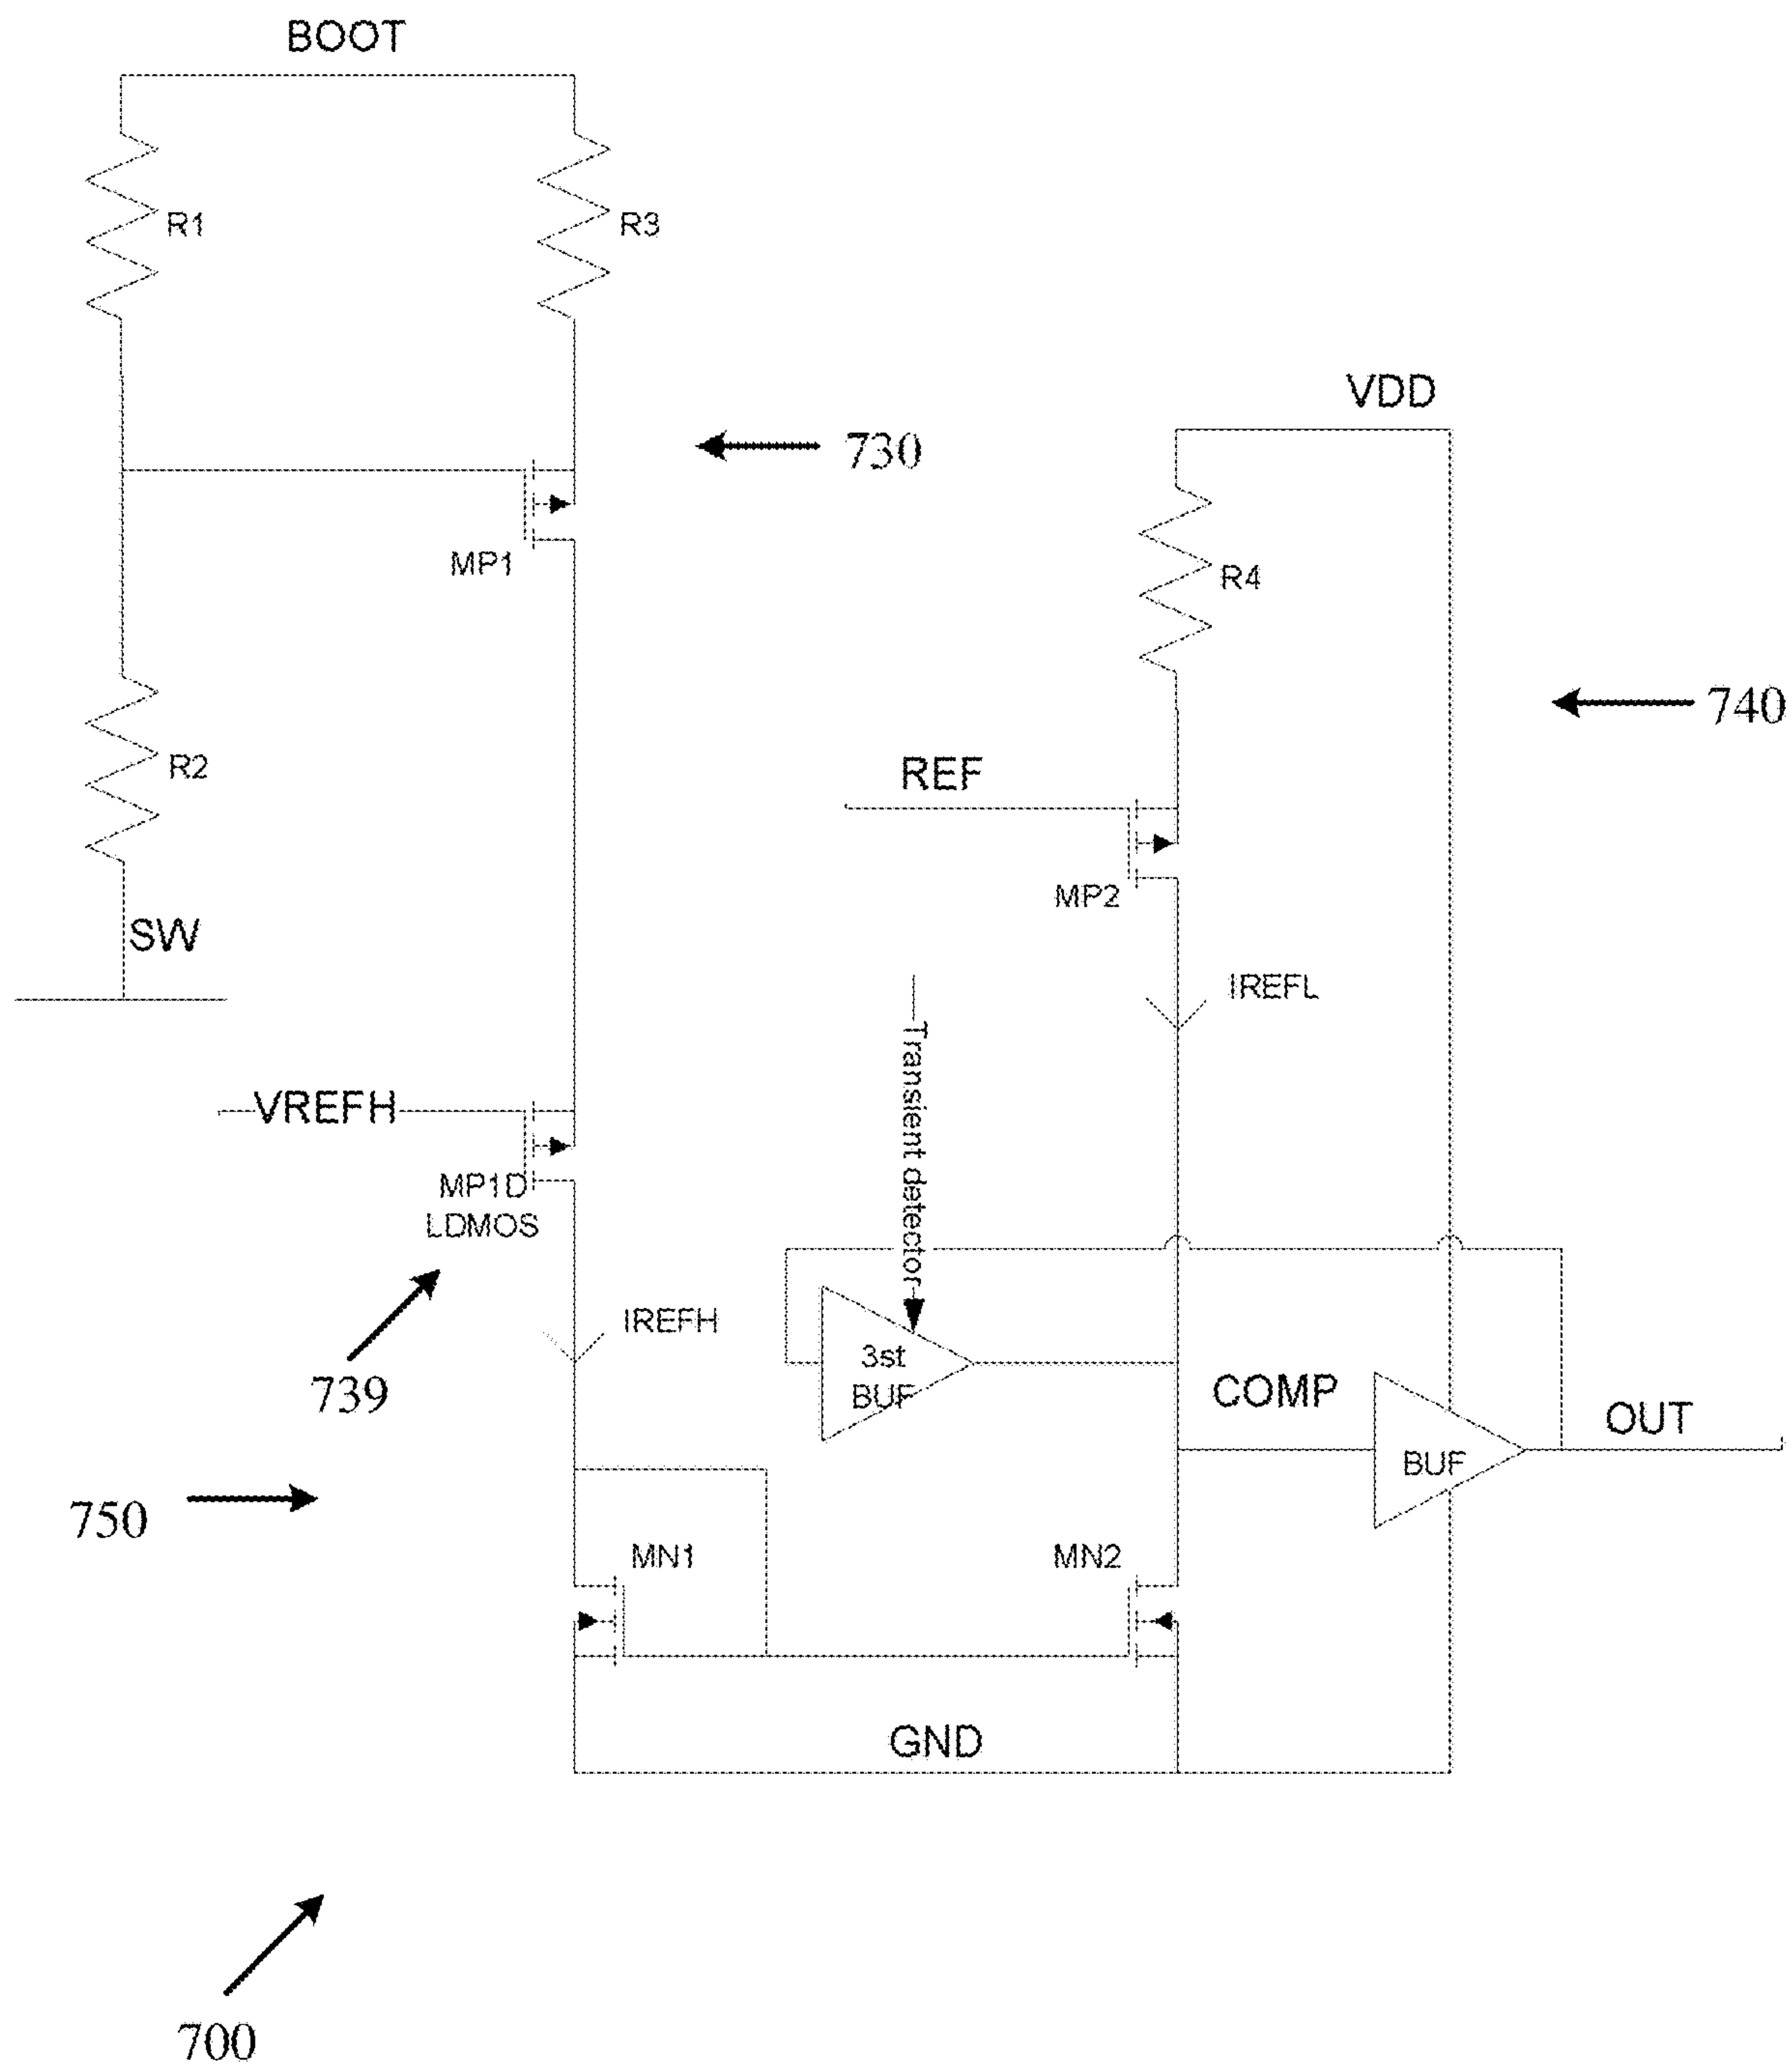 BOOT
R1
R3
VDD
730
MP1
R4
740
REF
R2
MP2
SW
IREFL
Transient detector
VREFH
MP1D
LDMOS
IREFH
3st
BUF
739
COMP
OUT
BUF
750
MN1
MN2
GND
700